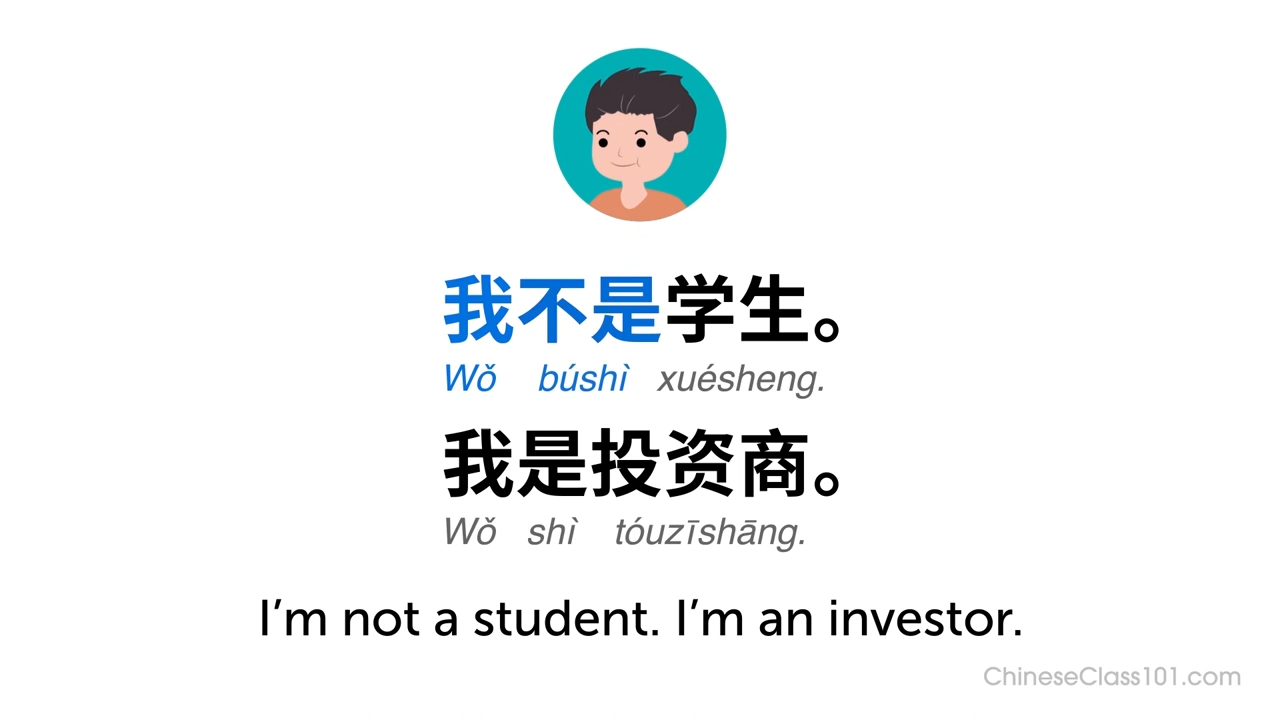 我不是学生。
Wǒ búshì xuésheng.
我是投资商。
Wǒ shì tóuzīshāng.
I’m not a student. I’m an investor.
ChineseClass101.com